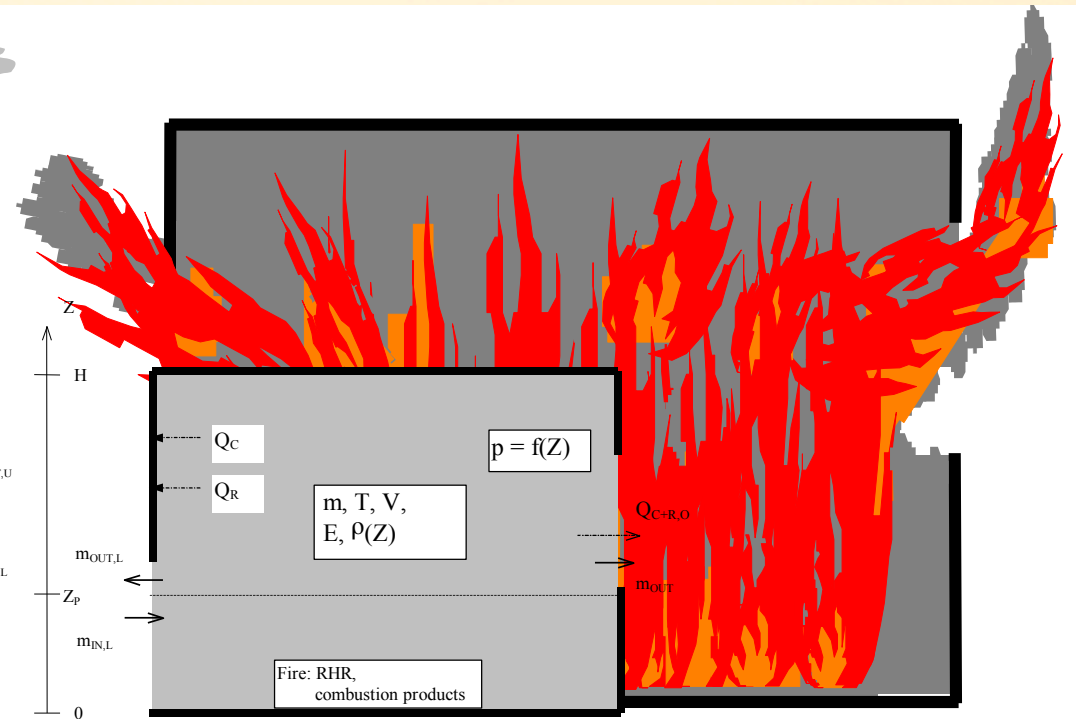 Z
H
Q_C
p = f(Z)
,U
Q_R
m, T, V,
E, ρ(Z)
Q_C+R,O
m_OUT,L
L
Z_P
m_OUT
m_IN,L
Fire: RHR,
combustion products
0